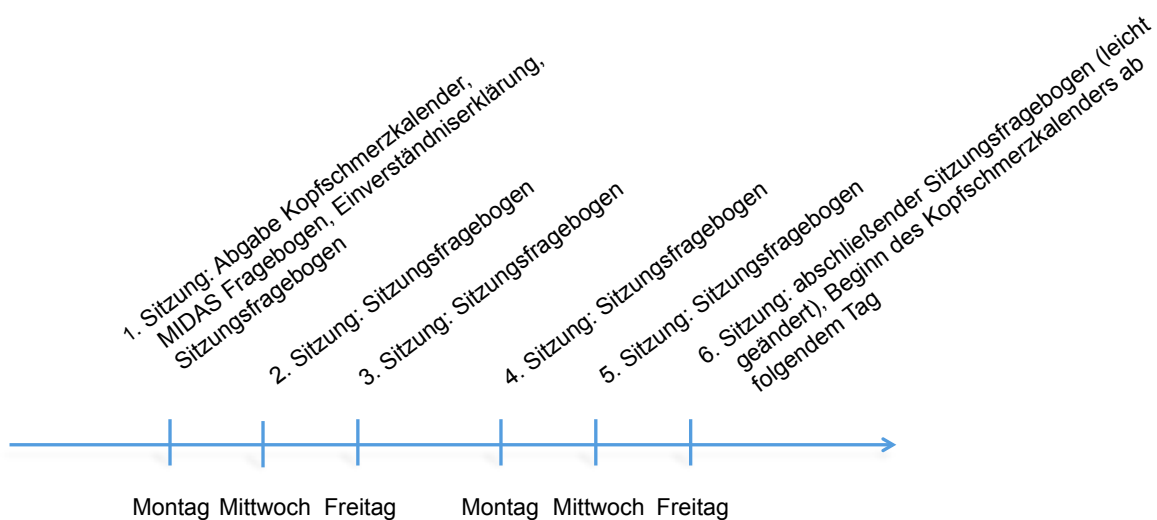 1. Sitzung: Abgabe Kopfschmerzkalender,
MIDAS Fragebogen, Einverständniserklärung,
Sitzungsfragebogen
2. Sitzung: Sitzungsfragebogen
3. Sitzung: Sitzungsfragebogen
4. Sitzung: Sitzungsfragebogen
5. Sitzung: Sitzungsfragebogen
6. Sitzung: abschließender Sitzungsfragebogen (leicht
geändert), Beginn des Kopfschmerzkalenders ab
folgendem Tag
Montag Mittwoch Freitag Montag Mittwoch Freitag